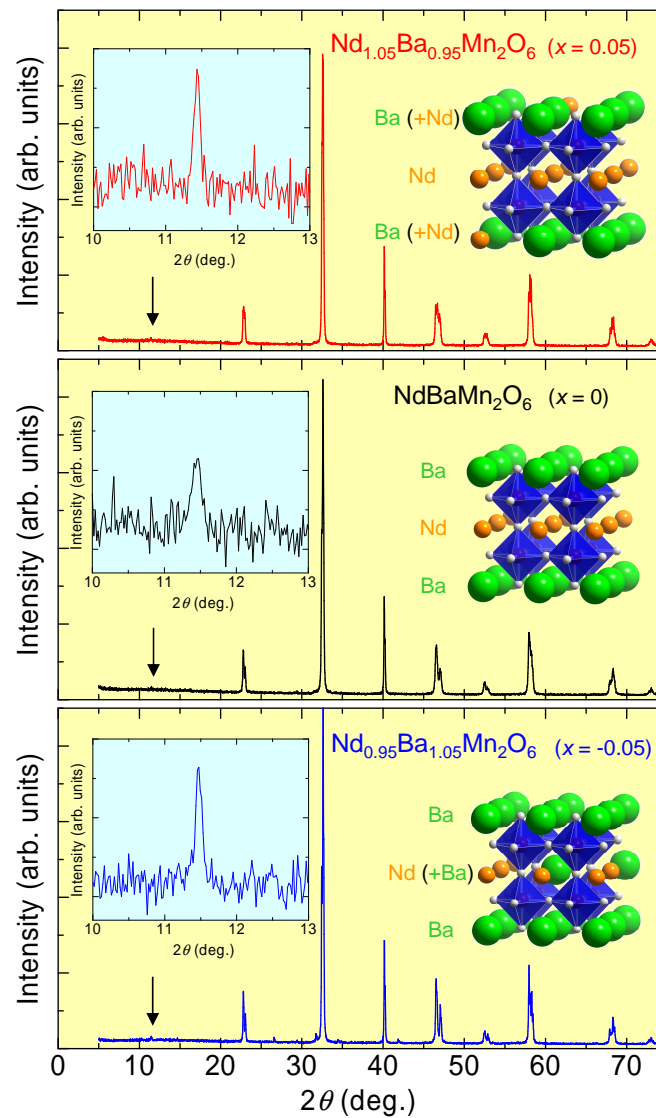 Nd₁.₀₅Ba₀.₉₅Mn₂O₆ (x = 0.05)
Intensity (arb. units)
Intensity (arb. units)
10 11 12 13
2θ (deg.)
Ba (+Nd)
Nd
Ba (+Nd)
NdBaMn₂O₆ (x = 0)
Intensity (arb. units)
Intensity (arb. units)
10 11 12 13
2θ (deg.)
Ba
Nd
Ba
Nd₀.₉₅Ba₁.₀₅Mn₂O₆ (x = -0.05)
Intensity (arb. units)
Intensity (arb. units)
10 11 12 13
2θ (deg.)
Ba
Nd (+Ba)
Ba
0 10 20 30 40 50 60 70
2θ (deg.)